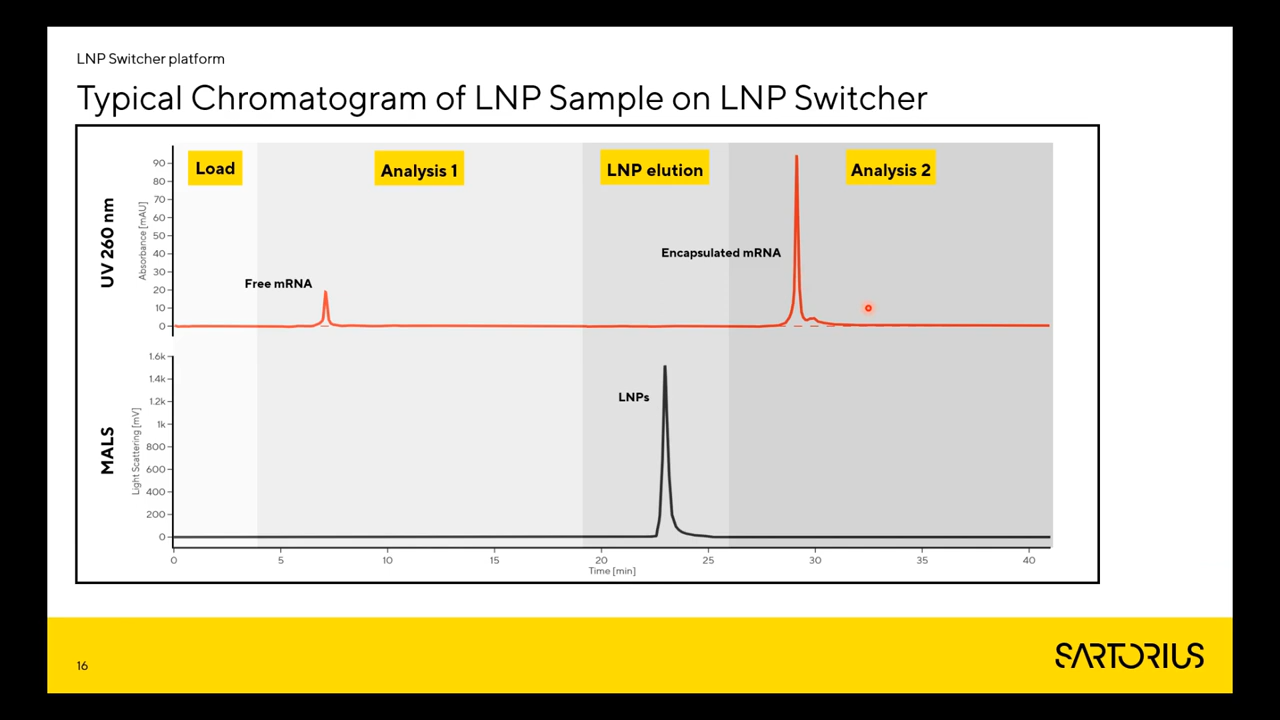 LNP Switcher platform
Typical Chromatogram of LNP Sample on LNP Switcher
Load
Analysis 1
LNP elution
Analysis 2
UV 260 nm
Absorbance [mAU]
90
80
70
60
50
40
30
20
10
0
Free mRNA
Encapsulated mRNA
MALS
Light Scattering [mV]
1.6k
1.4k
1.2k
1k
800
600
400
200
0
LNPs
0 5 10 15 20 25 30 35 40
Time [min]
16
SARTORIUS